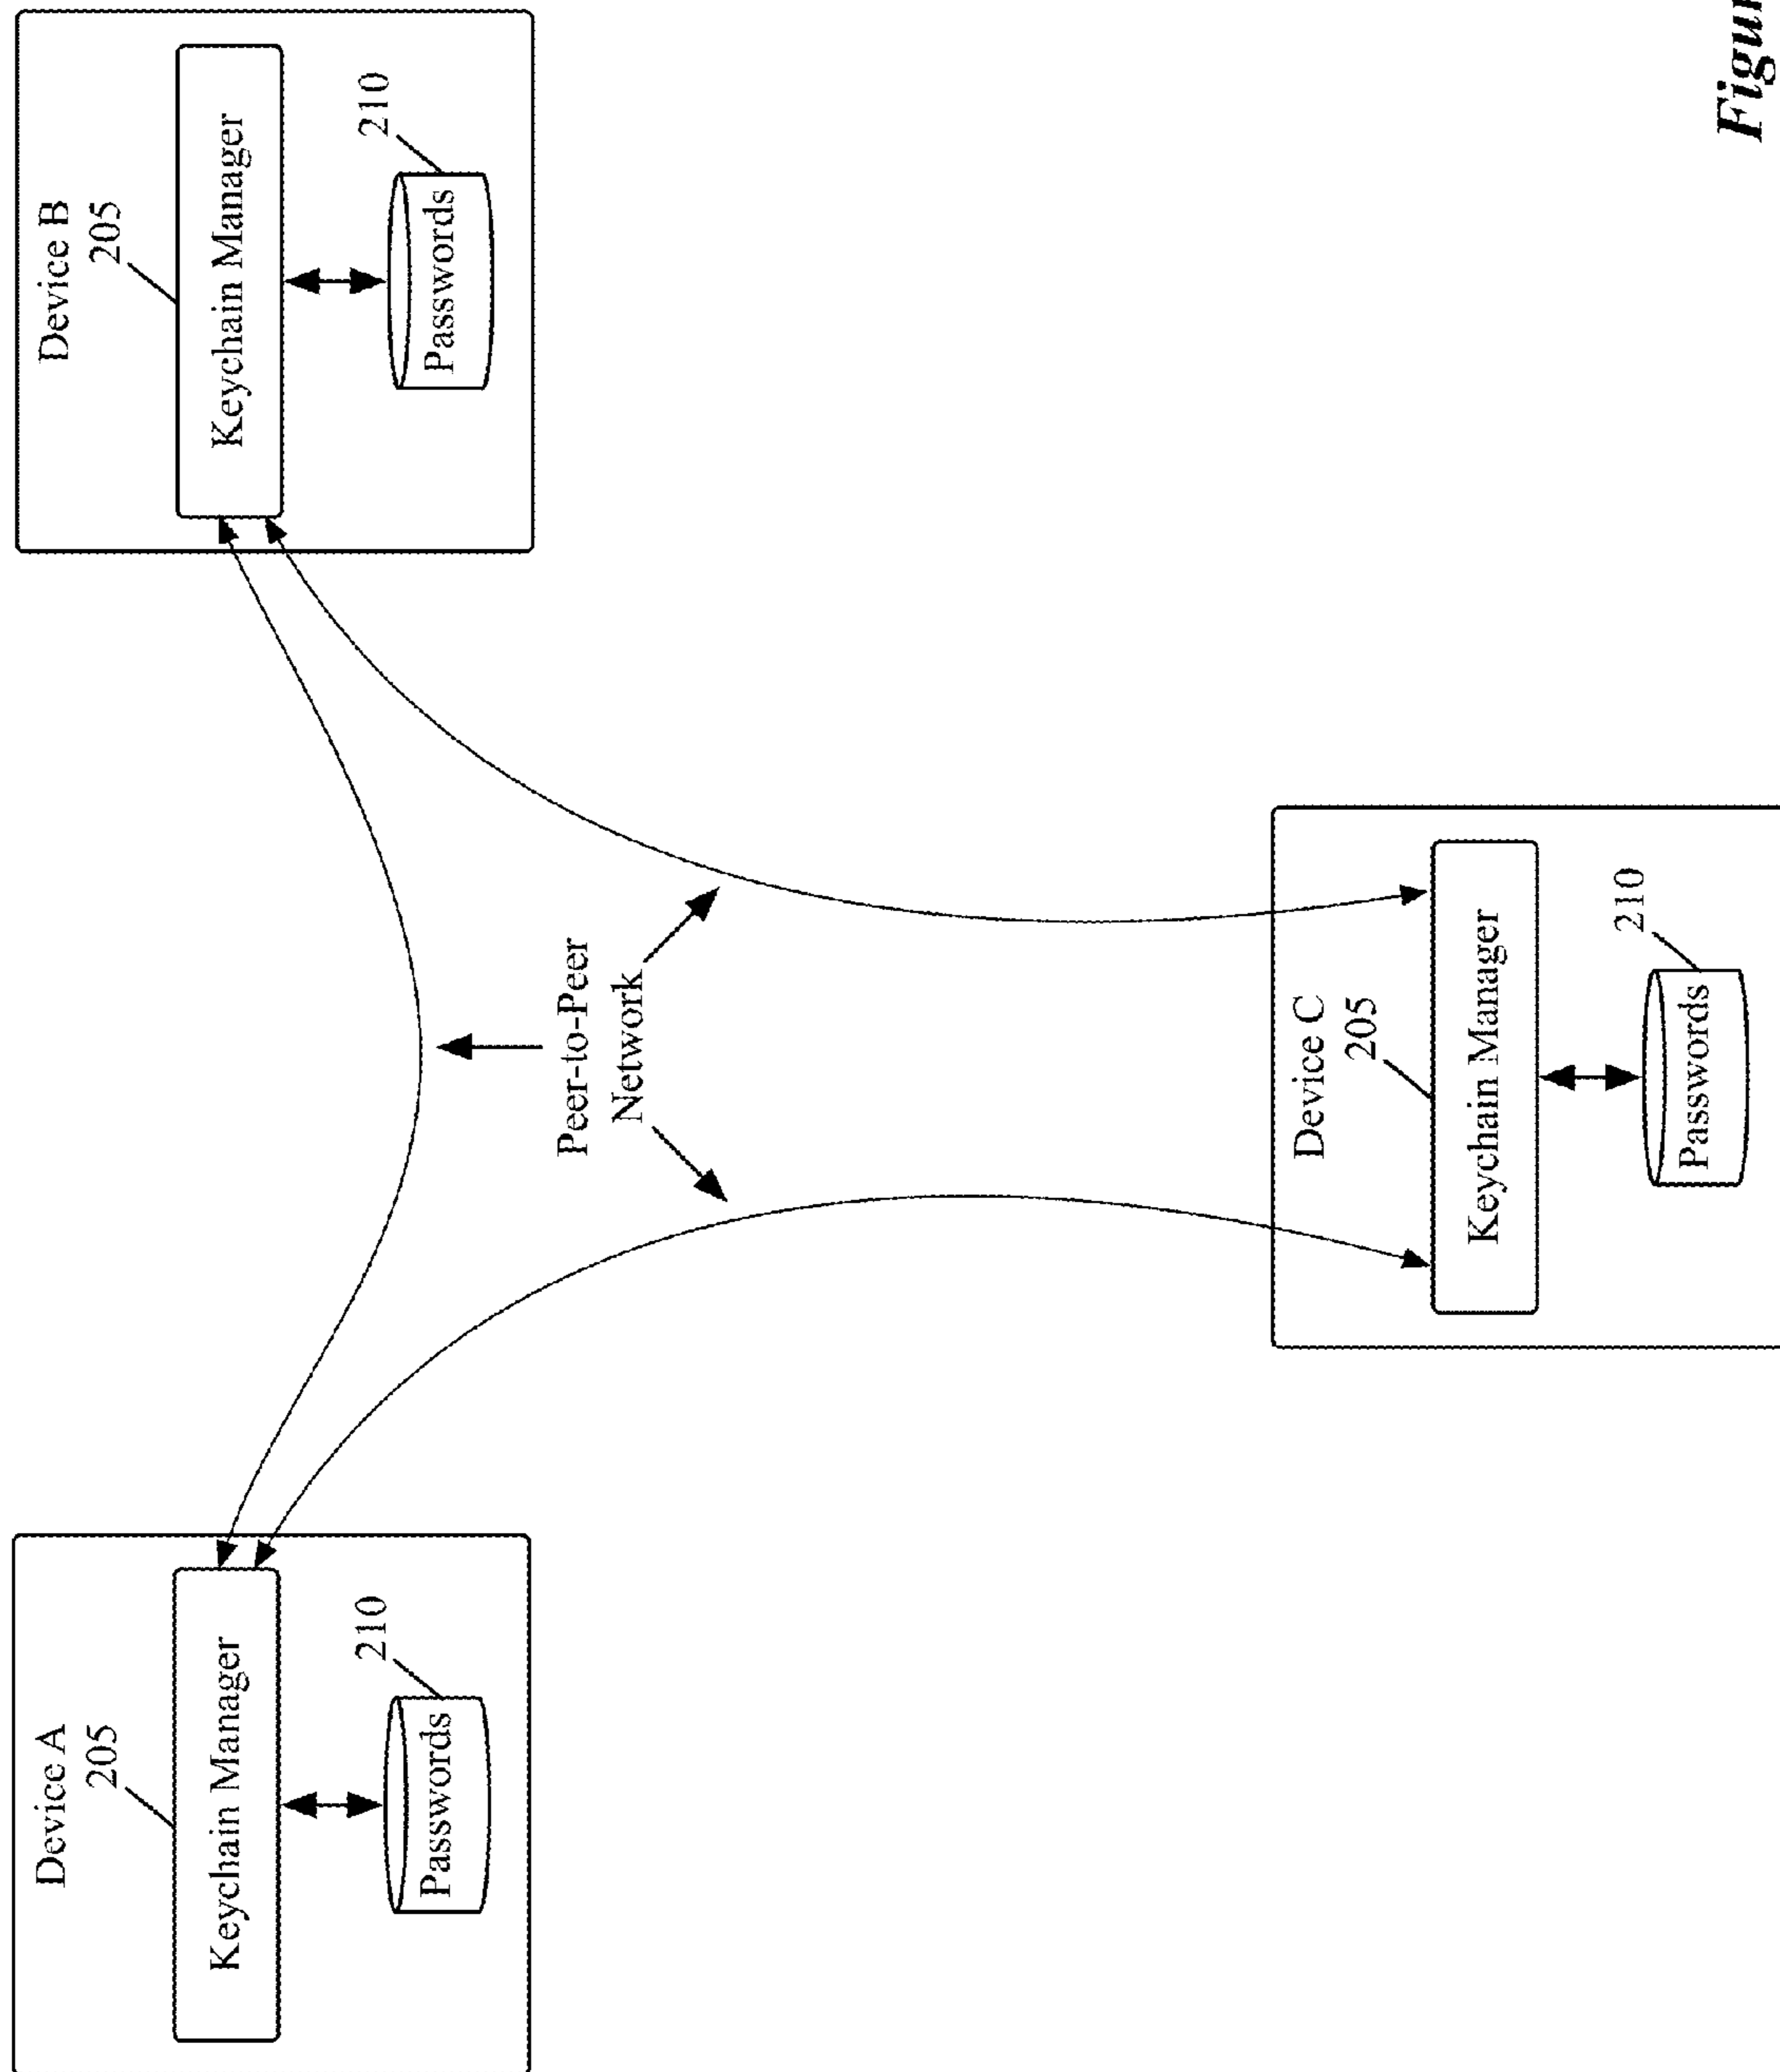 Device A
205
Keychain Manager
210
Passwords
Device B
205
Keychain Manager
210
Passwords
Peer-to-Peer
Network
Device C
205
Keychain Manager
210
Passwords